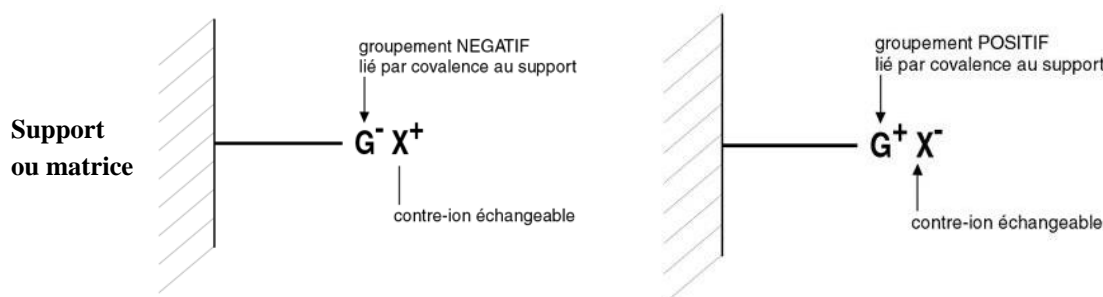 groupement NEGATIF
lié par covalence au support
Support
ou matrice
G⁻ X⁺
contre-ion échangeable
groupement POSITIF
lié par covalence au support
G⁺ X⁻
contre-ion échangeable